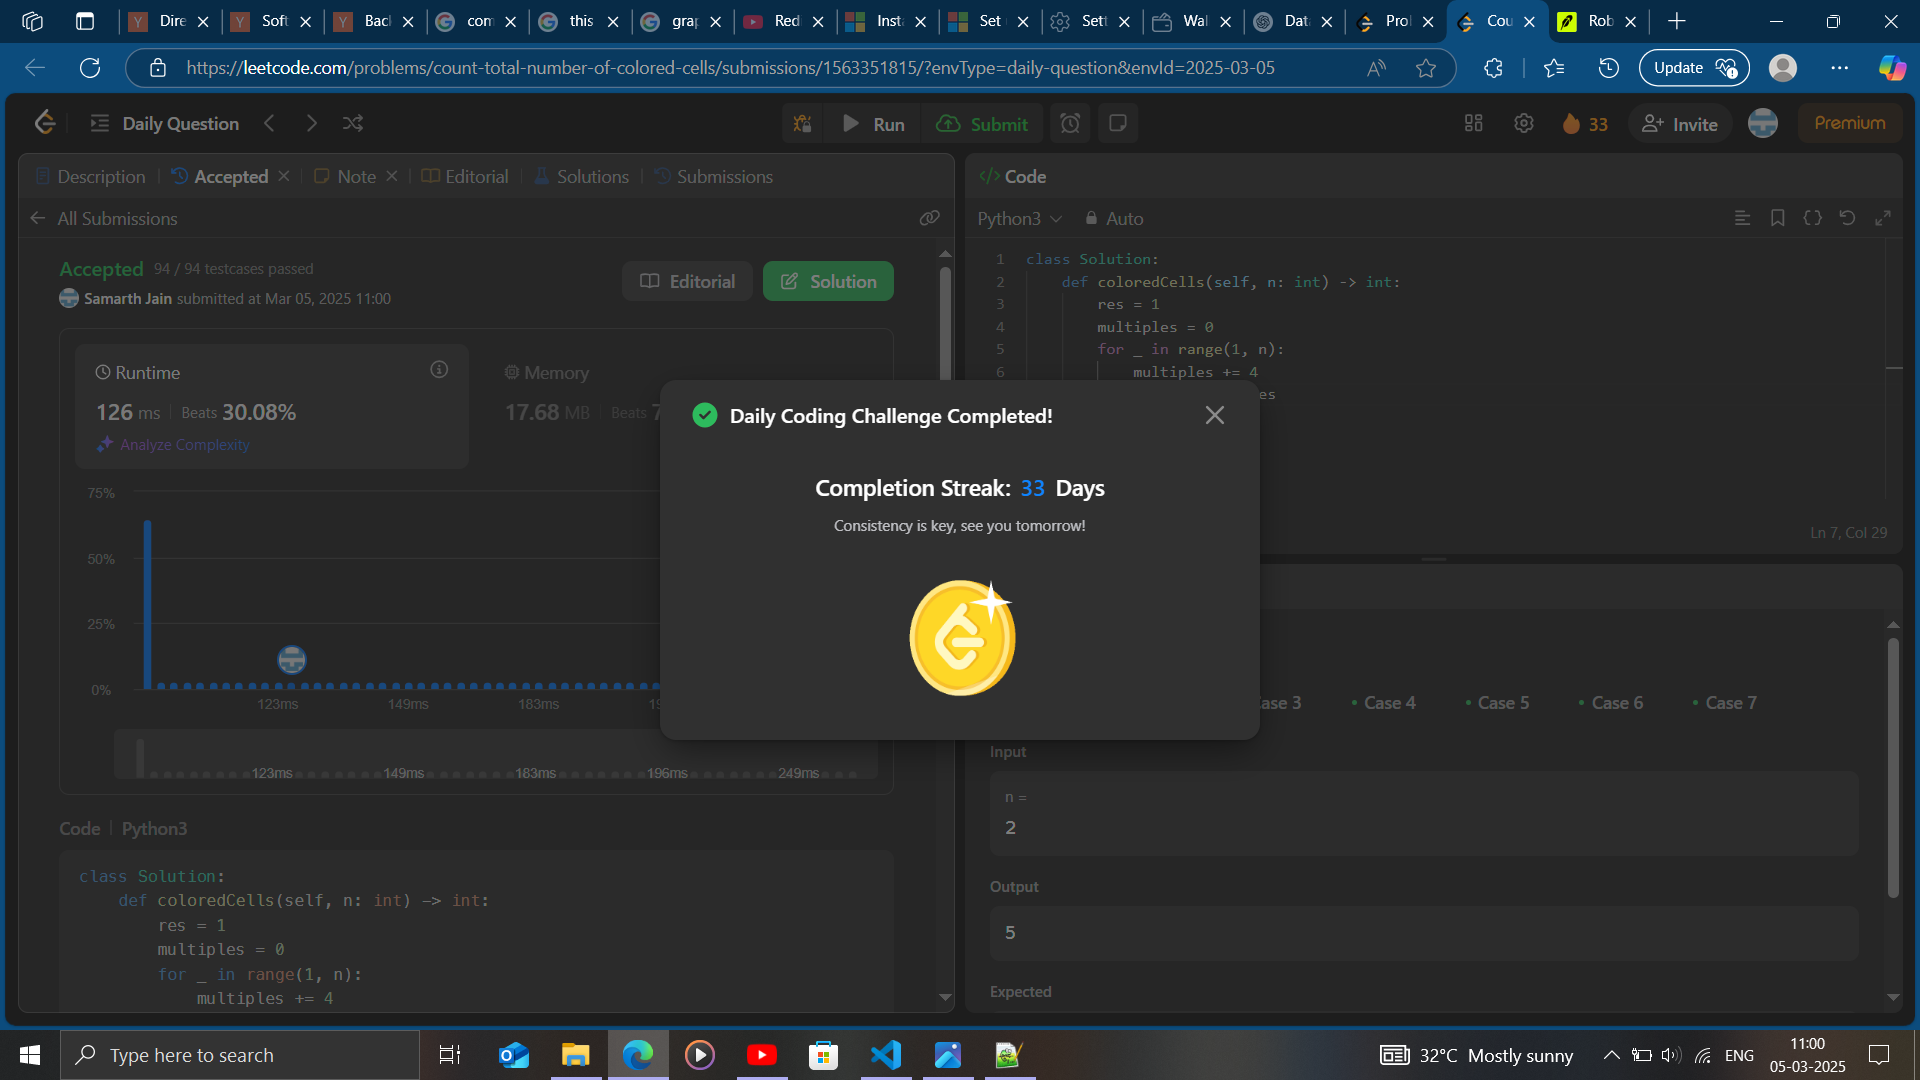 Dire
Soft
Bacl
com
this
grap
Redi
Insta
Set
Sett
Wall
Data
Prol
Cou
Rob
https://leetcode.com/problems/count-total-number-of-colored-cells/submissions/1563351815/?envType=daily-question&envId=2025-03-05
Update
Daily Question
Run
Submit
33
Invite
Premium
Description
Accepted
Note
Editorial
Solutions
Submissions
All Submissions
Accepted 94 / 94 testcases passed
Samarth Jain submitted at Mar 05, 2025 11:00
Editorial
Solution
Runtime
126 ms | Beats 30.08%
Analyze Complexity
Memory
17.68 MB | Beats 7
75%
50%
25%
0%
123ms 149ms 183ms 19
123ms 149ms 183ms 196ms 249ms
Code | Python3
class Solution:
def coloredCells(self, n: int) -> int:
res = 1
multiples = 0
for _ in range(1, n):
multiples += 4
</> Code
Python3
Auto
1 class Solution:
2 def coloredCells(self, n: int) -> int:
3 res = 1
4 multiples = 0
5 for _ in range(1, n):
6 multiples += 4
es
Ln 7, Col 29
Daily Coding Challenge Completed!
Completion Streak: 33 Days
Consistency is key, see you tomorrow!
ase 3
Case 4
Case 5
Case 6
Case 7
Input
n =
2
Output
5
Expected
Type here to search
32°C Mostly sunny
ENG
11:00
05-03-2025